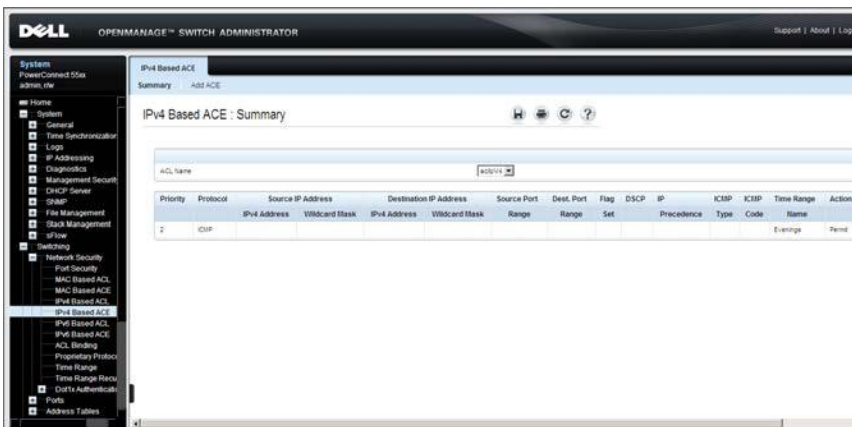 DELL
OPENMANAGE™ SWITCH ADMINISTRATOR
Support | About | Log
System
PowerConnect 55xx
admin, r/w
Home
System
General
Time Synchronization
Logs
IP Addressing
Diagnostics
Management Securit
DHCP Server
SNMP
File Management
Stack Management
sFlow
Switching
Network Security
Port Security
MAC Based ACL
MAC Based ACE
IPv4 Based ACL
IPv4 Based ACE
IPv6 Based ACL
IPv6 Based ACE
ACL Binding
Proprietary Protoco
Time Range
Time Range Recu
Dot1x Authenticati
Ports
Address Tables
IPv4 Based ACE
Summary Add ACE
IPv4 Based ACE : Summary
ACL Name
Priority Protocol Source IP Address Destination IP Address Source Port Dest. Port Flag DSCP IP ICMP ICMP Time Range Action
IPv4 Address Wildcard Mask IPv4 Address Wildcard Mask Range Range Set Precedence Type Code Name
2 ICMP Evenings Permit